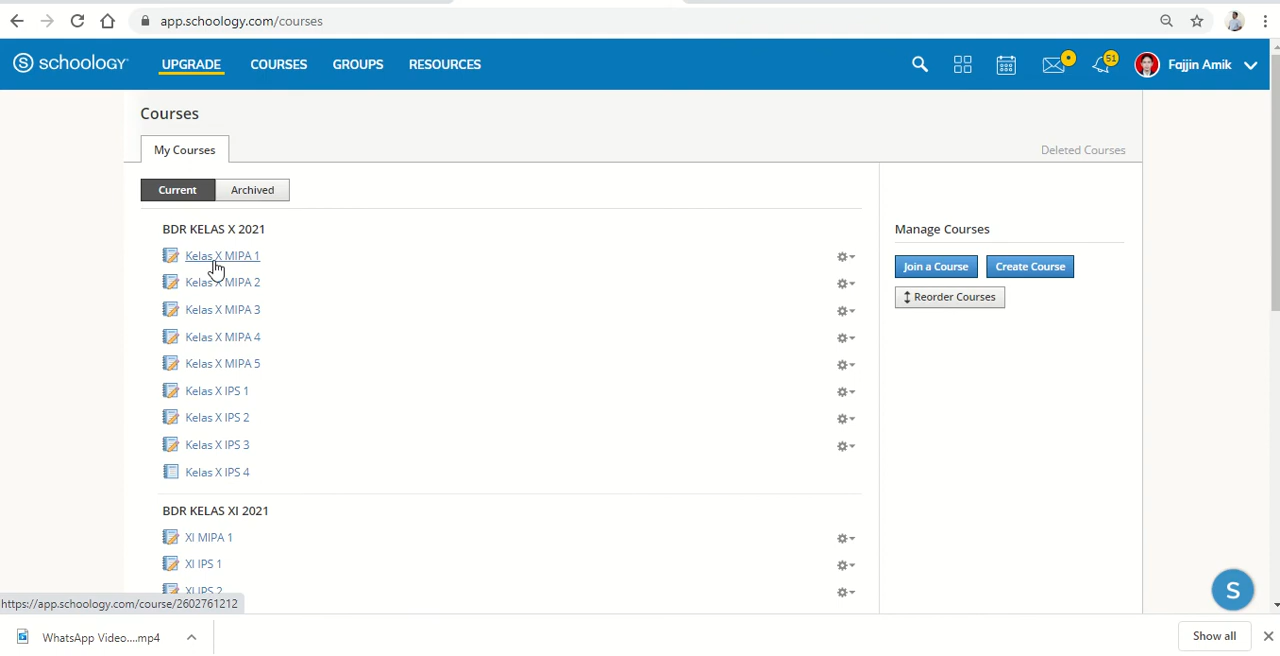 app.schoology.com/courses
S schoology UPGRADE COURSES GROUPS RESOURCES 51 Fajjin Amik
Courses
My Courses Deleted Courses
Current Archived
BDR KELAS X 2021
Kelas X MIPA 1
Kelas X MIPA 2
Kelas X MIPA 3
Kelas X MIPA 4
Kelas X MIPA 5
Kelas X IPS 1
Kelas X IPS 2
Kelas X IPS 3
Kelas X IPS 4
BDR KELAS XI 2021
XI MIPA 1
XI IPS 1
XI IPS 2
Manage Courses
Join a Course Create Course
Reorder Courses
S
https://app.schoology.com/course/2602761212
WhatsApp Video....mp4 Show all